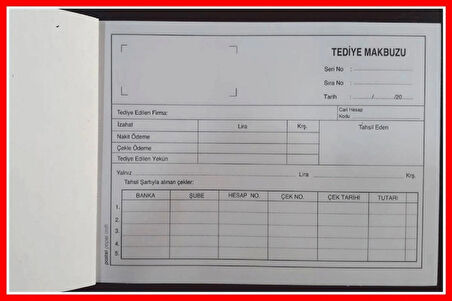 TEDİYE MAKBUZU
Seri No :
Sıra No :
Tarih :......../......../20.....
Tediye Edilen Firma:
Cari Hesap
Kodu
İzahat Lira Krş. Tahsil Eden
Nakit Ödeme
Çekle Ödeme
Tediye Edilen Yekün
Yalnız Lira Krş.
Tahsil Şartıyla alınan çekler:
BANKA ŞUBE HESAP NO. ÇEK NO. ÇEK TARİHİ TUTARI
1.
2.
3.
4.
5.